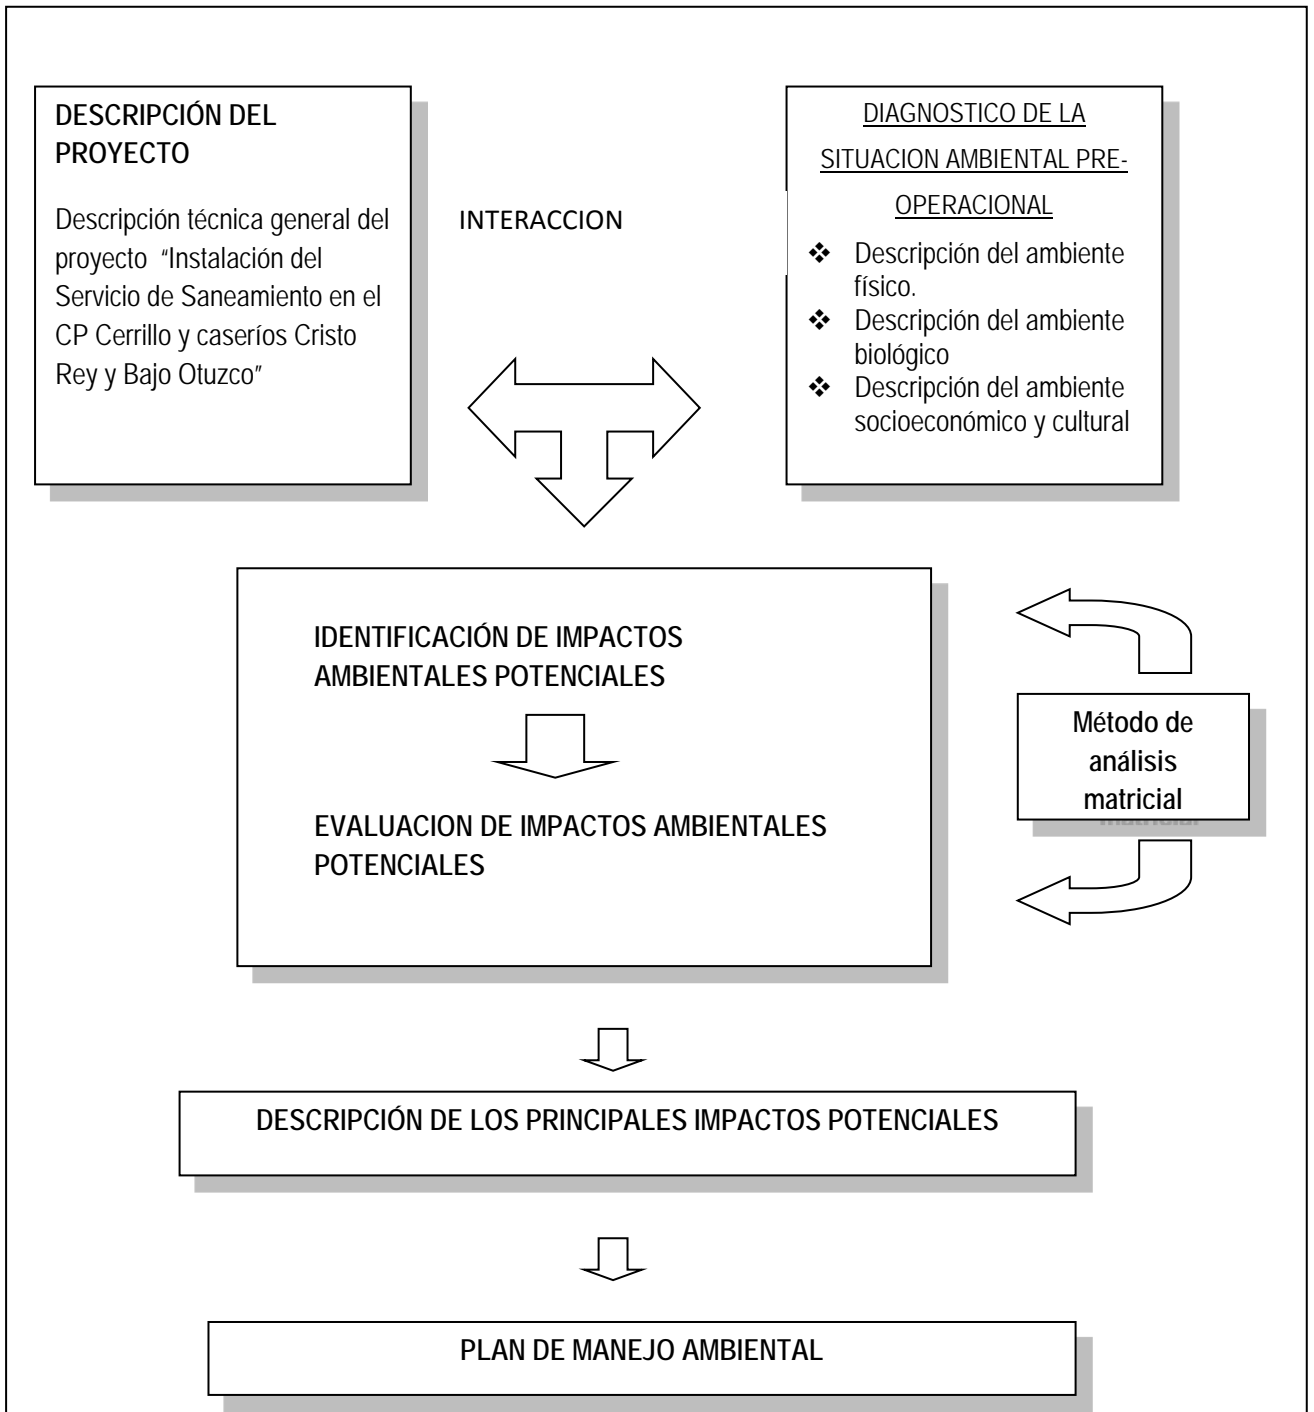 DESCRIPCIÓN DEL
PROYECTO
Descripción técnica general del
proyecto "Instalación del
Servicio de Saneamiento en el
CP Cerrillo y caseríos Cristo
Rey y Bajo Otuzco"
INTERACCION
DIAGNOSTICO DE LA
SITUACION AMBIENTAL PRE-
OPERACIONAL
❖ Descripción del ambiente
físico.
❖ Descripción del ambiente
biológico
❖ Descripción del ambiente
socioeconómico y cultural
IDENTIFICACIÓN DE IMPACTOS
AMBIENTALES POTENCIALES
EVALUACION DE IMPACTOS AMBIENTALES
POTENCIALES
Método de
análisis
matricial
DESCRIPCIÓN DE LOS PRINCIPALES IMPACTOS POTENCIALES
PLAN DE MANEJO AMBIENTAL